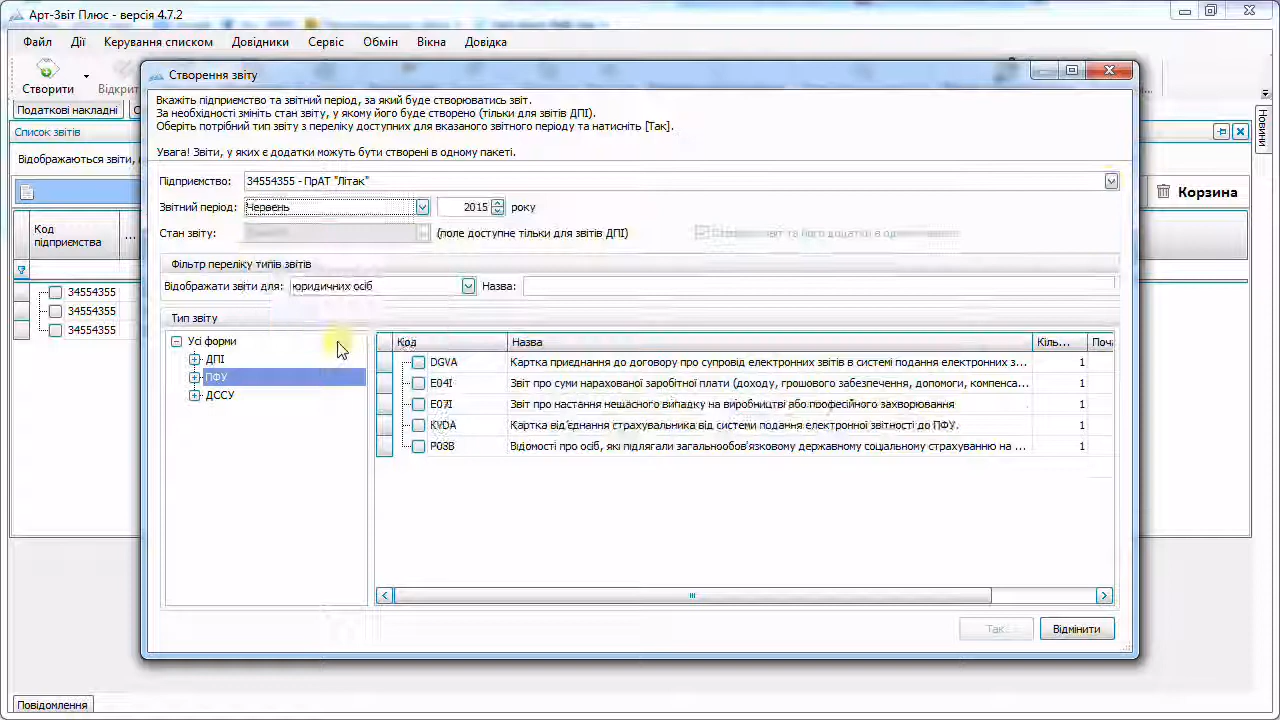 Арт-Звіт Плюс - версія 4.7.2
Файл Дії Керування списком Довідники Сервіс Обмін Вікна Довідка
Створити
Відкрит
Податкові накладні
Список звітів
Відображаються звіти,
Код підприємства
...
34554355
34554355
34554355
Корзина
Новини
Створення звіту
Вкажіть підприємство та звітний період, за який буде створюватись звіт.
За необхідності змініть стан звіту, у якому його буде створено (тільки для звітів ДПІ).
Оберіть потрібний тип звіту з переліку доступних для вказаного звітного періоду та натисніть [Так].
Увага! Звіти, у яких є додатки можуть бути створені в одному пакеті.
Підприємство: 34554355 - ПрАТ "Літак"
Звітний період: Червень 2015 року
Стан звіту: (поле доступне тільки для звітів ДПІ)
Фільтр переліку типів звітів
Відображати звіти для: юридичних осіб Назва:
Тип звіту
Усі форми
ДПІ
ПФУ
ДССУ
Код Назва Кіль... Поча
DGVA Картка приєднання до договору про супровід електронних звітів в системі подання електронних з... 1
E04I Звіт про суми нарахованої заробітної плати (доходу, грошового забезпечення, допомоги, компенса... 1
E07I Звіт про настання нещасного випадку на виробництві або професійного захворювання 1
KVDA Картка від'єднання страхувальника від системи подання електронної звітності до ПФУ. 1
P03B Відомості про осіб, які підлягали загальнообов'язковому державному соціальному страхуванню на ... 1
Так Відмінити
Повідомлення